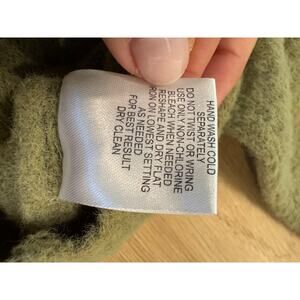 HAND WASH COLD
SEPARATELY
DO NOT TWIST OR WRING
USE ONLY NON-CHLORINE
BLEACH WHEN NEEDED
RESHAPE AND DRY FLAT
IRON ON LOWEST SETTING
AS NEEDED
FOR BEST RESULT
DRY CLEAN